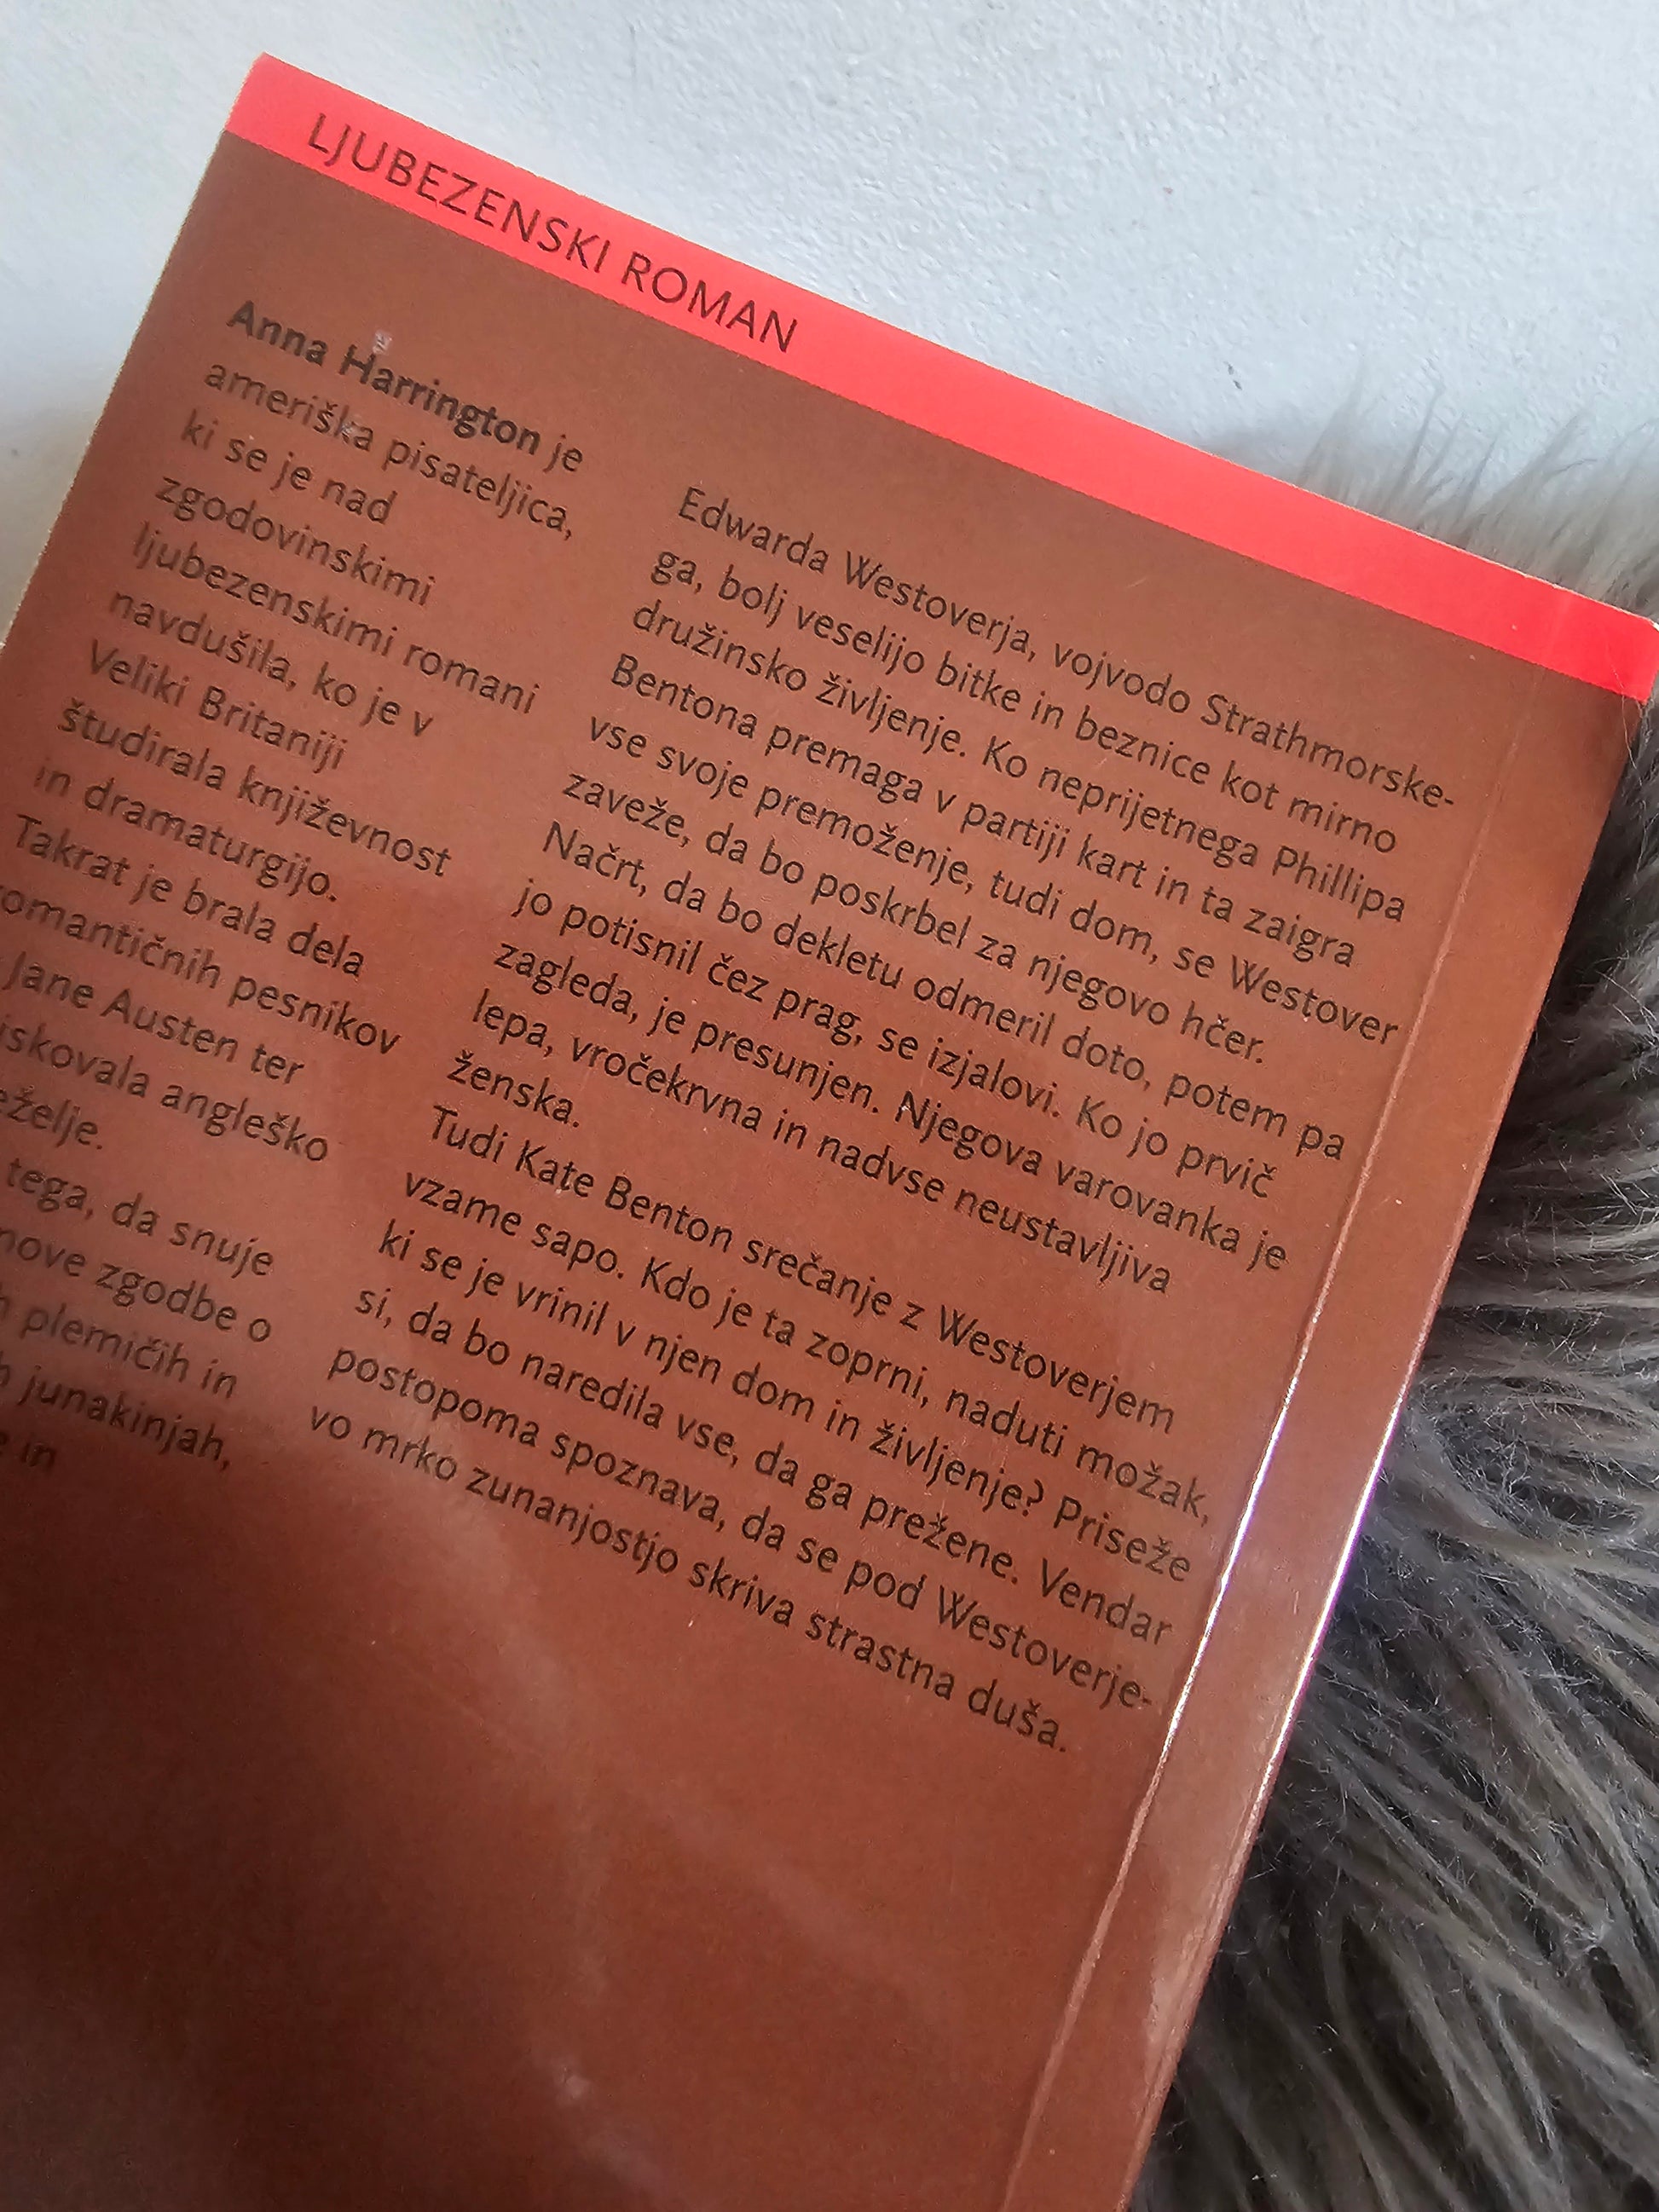 LJUBEZENSKI ROMAN
Anna Harrington je
ameriška pisateljica,
ki se je nad
zgodovinskimi
ljubezenskimi romani
navdušila, ko je v
Veliki Britaniji
študirala književnost
in dramaturgijo.
Takrat je brala dela
pesnikov
Jane Austen ter
angleško
tega, da snuje
nove zgodbe o
plemičih in
junakinjah,
in
Edwarda Westoverja, vojvodo Strathmorske-
ga, bolj veselijo bitke in beznice kot mirno
družinsko življenje. Ko neprijetnega Phillipa
Bentona premaga v partiji kart in ta zaigra
vse svoje premoženje, tudi dom, se Westover
zaveže, da bo poskrbel za njegovo hčer.
Načrt, da bo dekletu odmeril doto, potem pa
jo potisnil čez prag, se izjalovi. Ko jo prvič
zagleda, je presunjen. Njegova varovanka je
lepa, vročekrvna in nadvse neustavljiva
ženska.
Tudi Kate Benton srečanje z Westoverjem
vzame sapo. Kdo je ta zoprni, naduti možak,
ki se je vrinil v njen dom in življenje? Priseže
si, da bo naredila vse, da ga prežene. Vendar
postopoma spoznava, da se pod Westoverje-
vo mrko zunanjostjo skriva strastna duša.